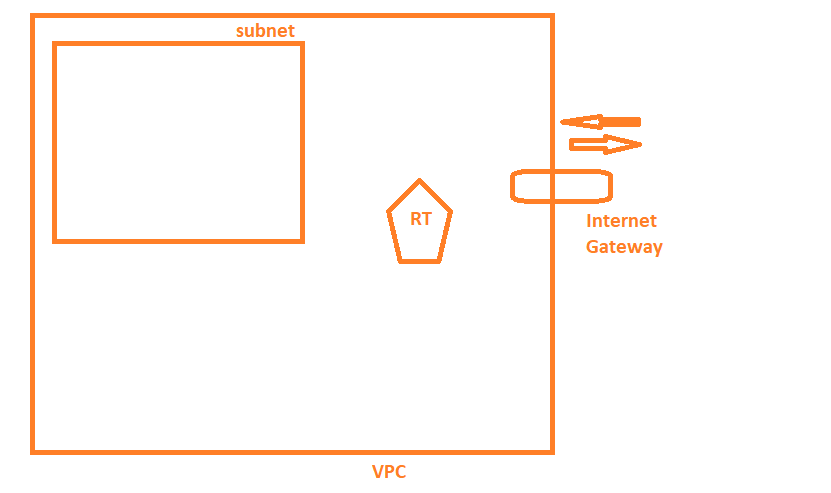 subnet
RT
Internet
Gateway
VPC